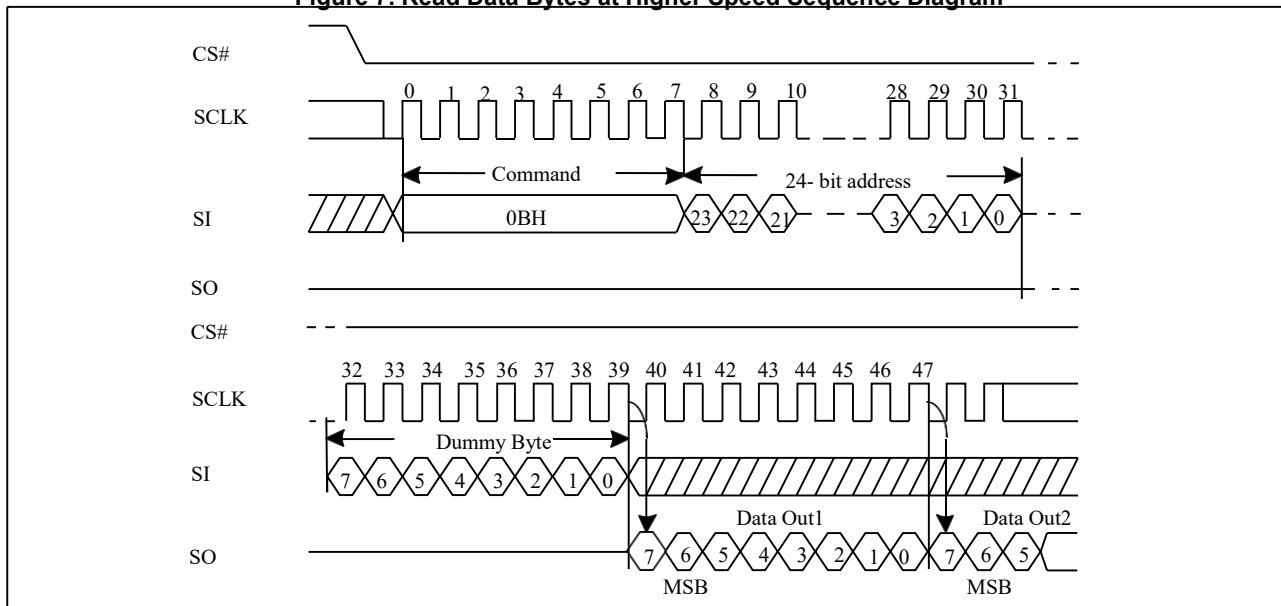 Figure 7. Read Data Bytes at Higher Speed Sequence Diagram
CS#
0 1 2 3 4 5 6 7 8 9 10 28 29 30 31
SCLK
Command 24- bit address
SI 0BH 23 22 21 3 2 1 0
SO
CS#
32 33 34 35 36 37 38 39 40 41 42 43 44 45 46 47
SCLK
Dummy Byte
SI 7 6 5 4 3 2 1 0
Data Out1 Data Out2
SO 7 6 5 4 3 2 1 0 7 6 5
MSB MSB